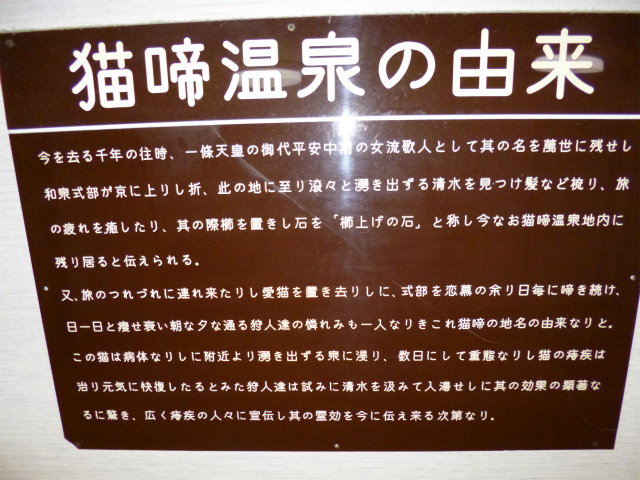 猫啼温泉の由来
今を去る千年の往時、一條天皇の御代平安中期の女流歌人として其の名を萬世に残せし
和泉式部が京に上りし折、此の地に至り滾々と湧き出ずる清水を見つけ髪など梳り、旅
の疲れを癒したり、其の際櫛を置きし石を「櫛上げの石」と称し今なお猫啼温泉地内に
残り居ると伝えられる。
又、旅のつれづれに連れ来たりし愛猫を置き去りしに、式部を恋慕の余り日毎に啼き続け、
日一日と痩せ衰い朝な夕な通る狩人達の憐れみも一入なりきこれ猫啼の地名の由来なりと。
この猫は病体なりしに附近より湧き出ずる泉に浸り、数日にして重態なりし猫の痔疾は
治り元気に快復したるとみた狩人達は試みに清水を汲みて入湯せしに其の効果の顕著な
るに驚き、広く痔疾の人々に宣伝し其の霊効を今に伝え来る次第なり。